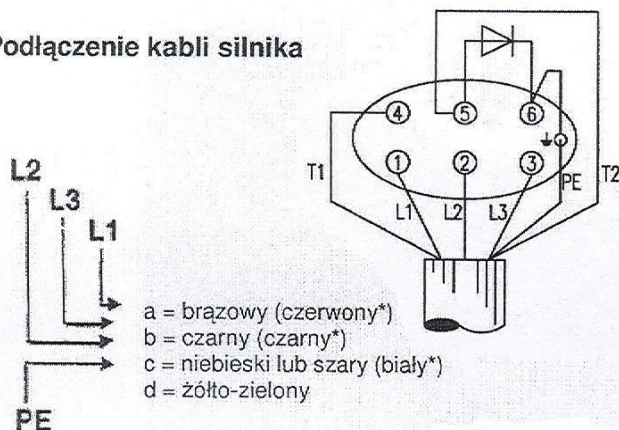 Podłączenie kabli silnika
4
5
6
1
2
3
T1
L1
L2
L3
PE
T2
L2
L3
L1
a = brązowy (czerwony*)
b = czarny (czarny*)
c = niebieski lub szary (biały*)
d = żółto-zielony
PE